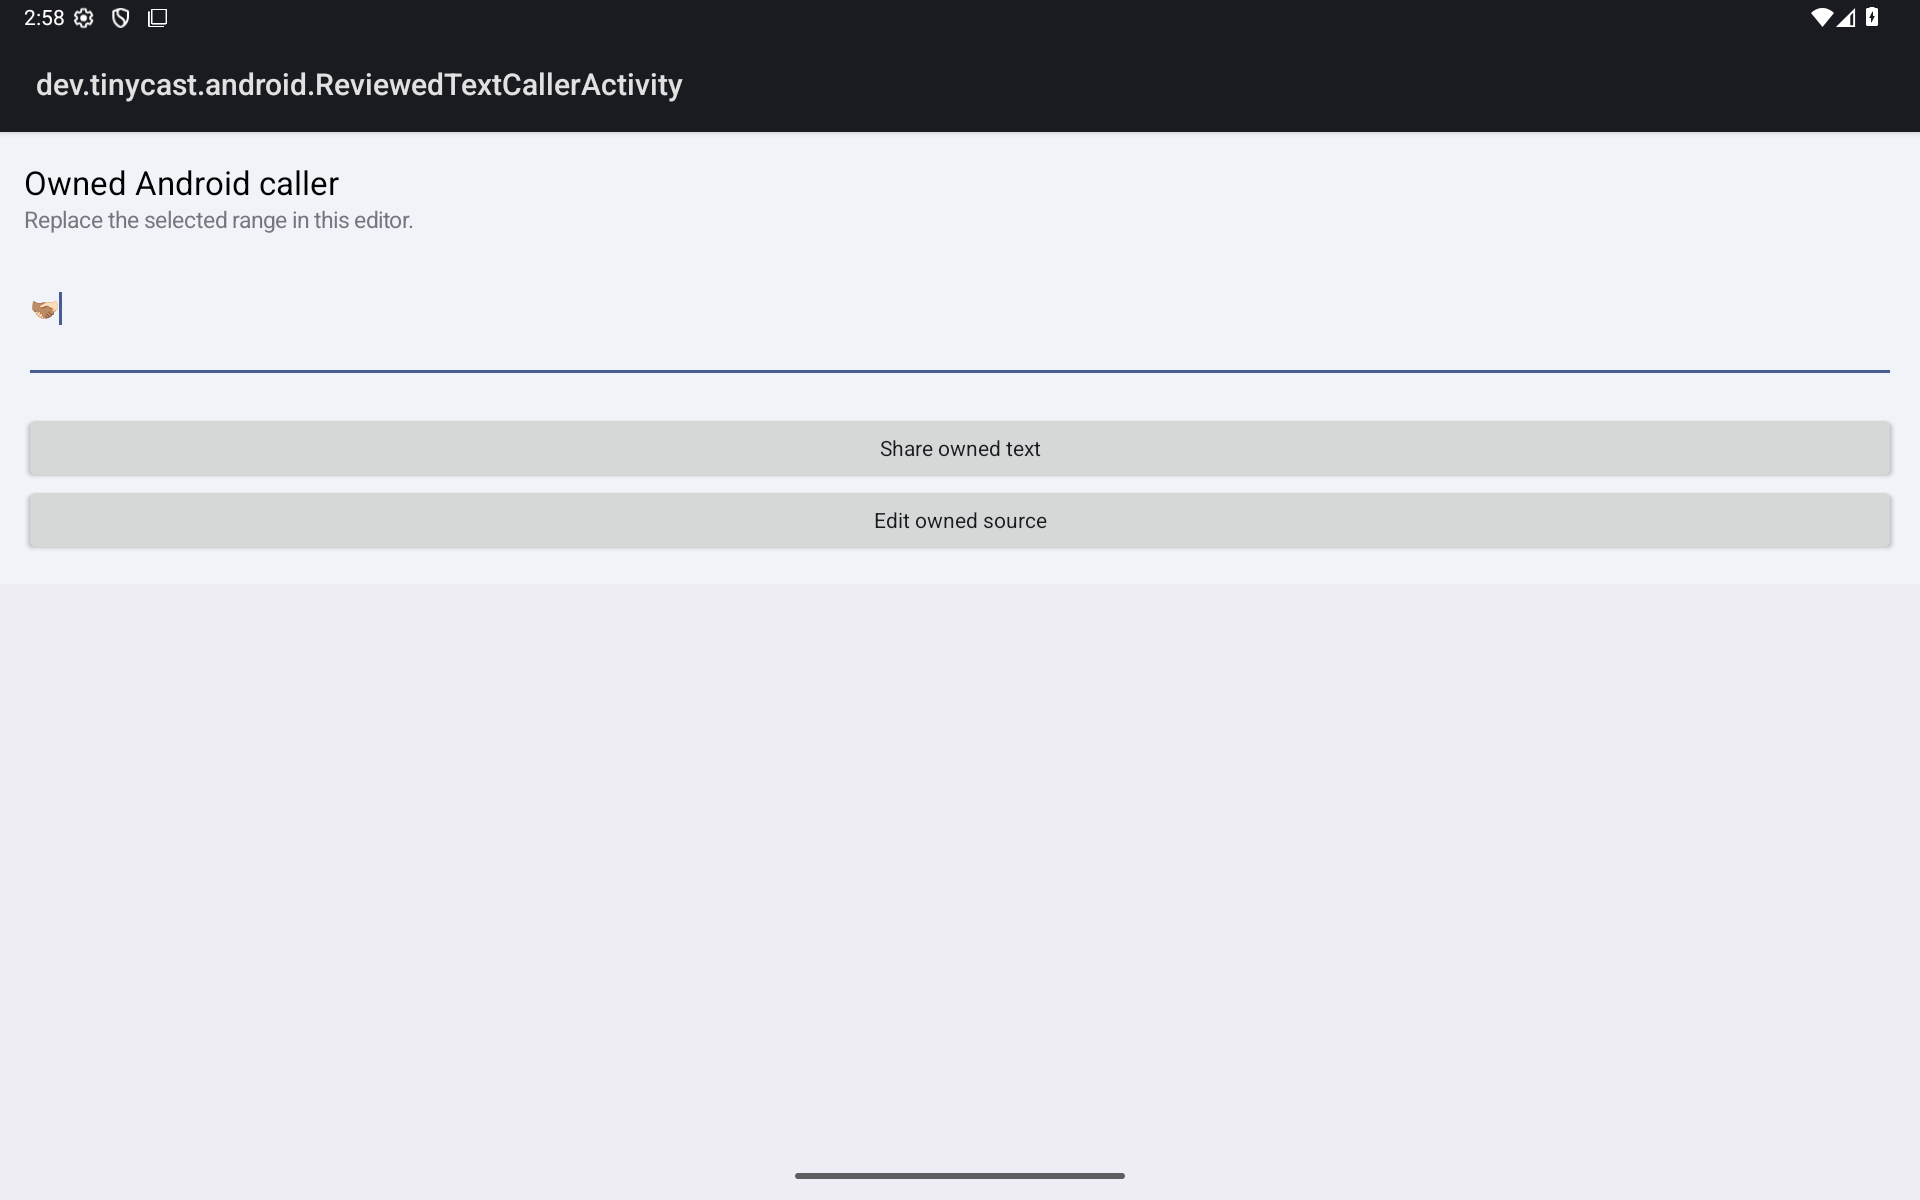 2:58
dev.tinycast.android.ReviewedTextCallerActivity
Owned Android caller
Replace the selected range in this editor.
🫱🏽‍🫲🏻
Share owned text
Edit owned source